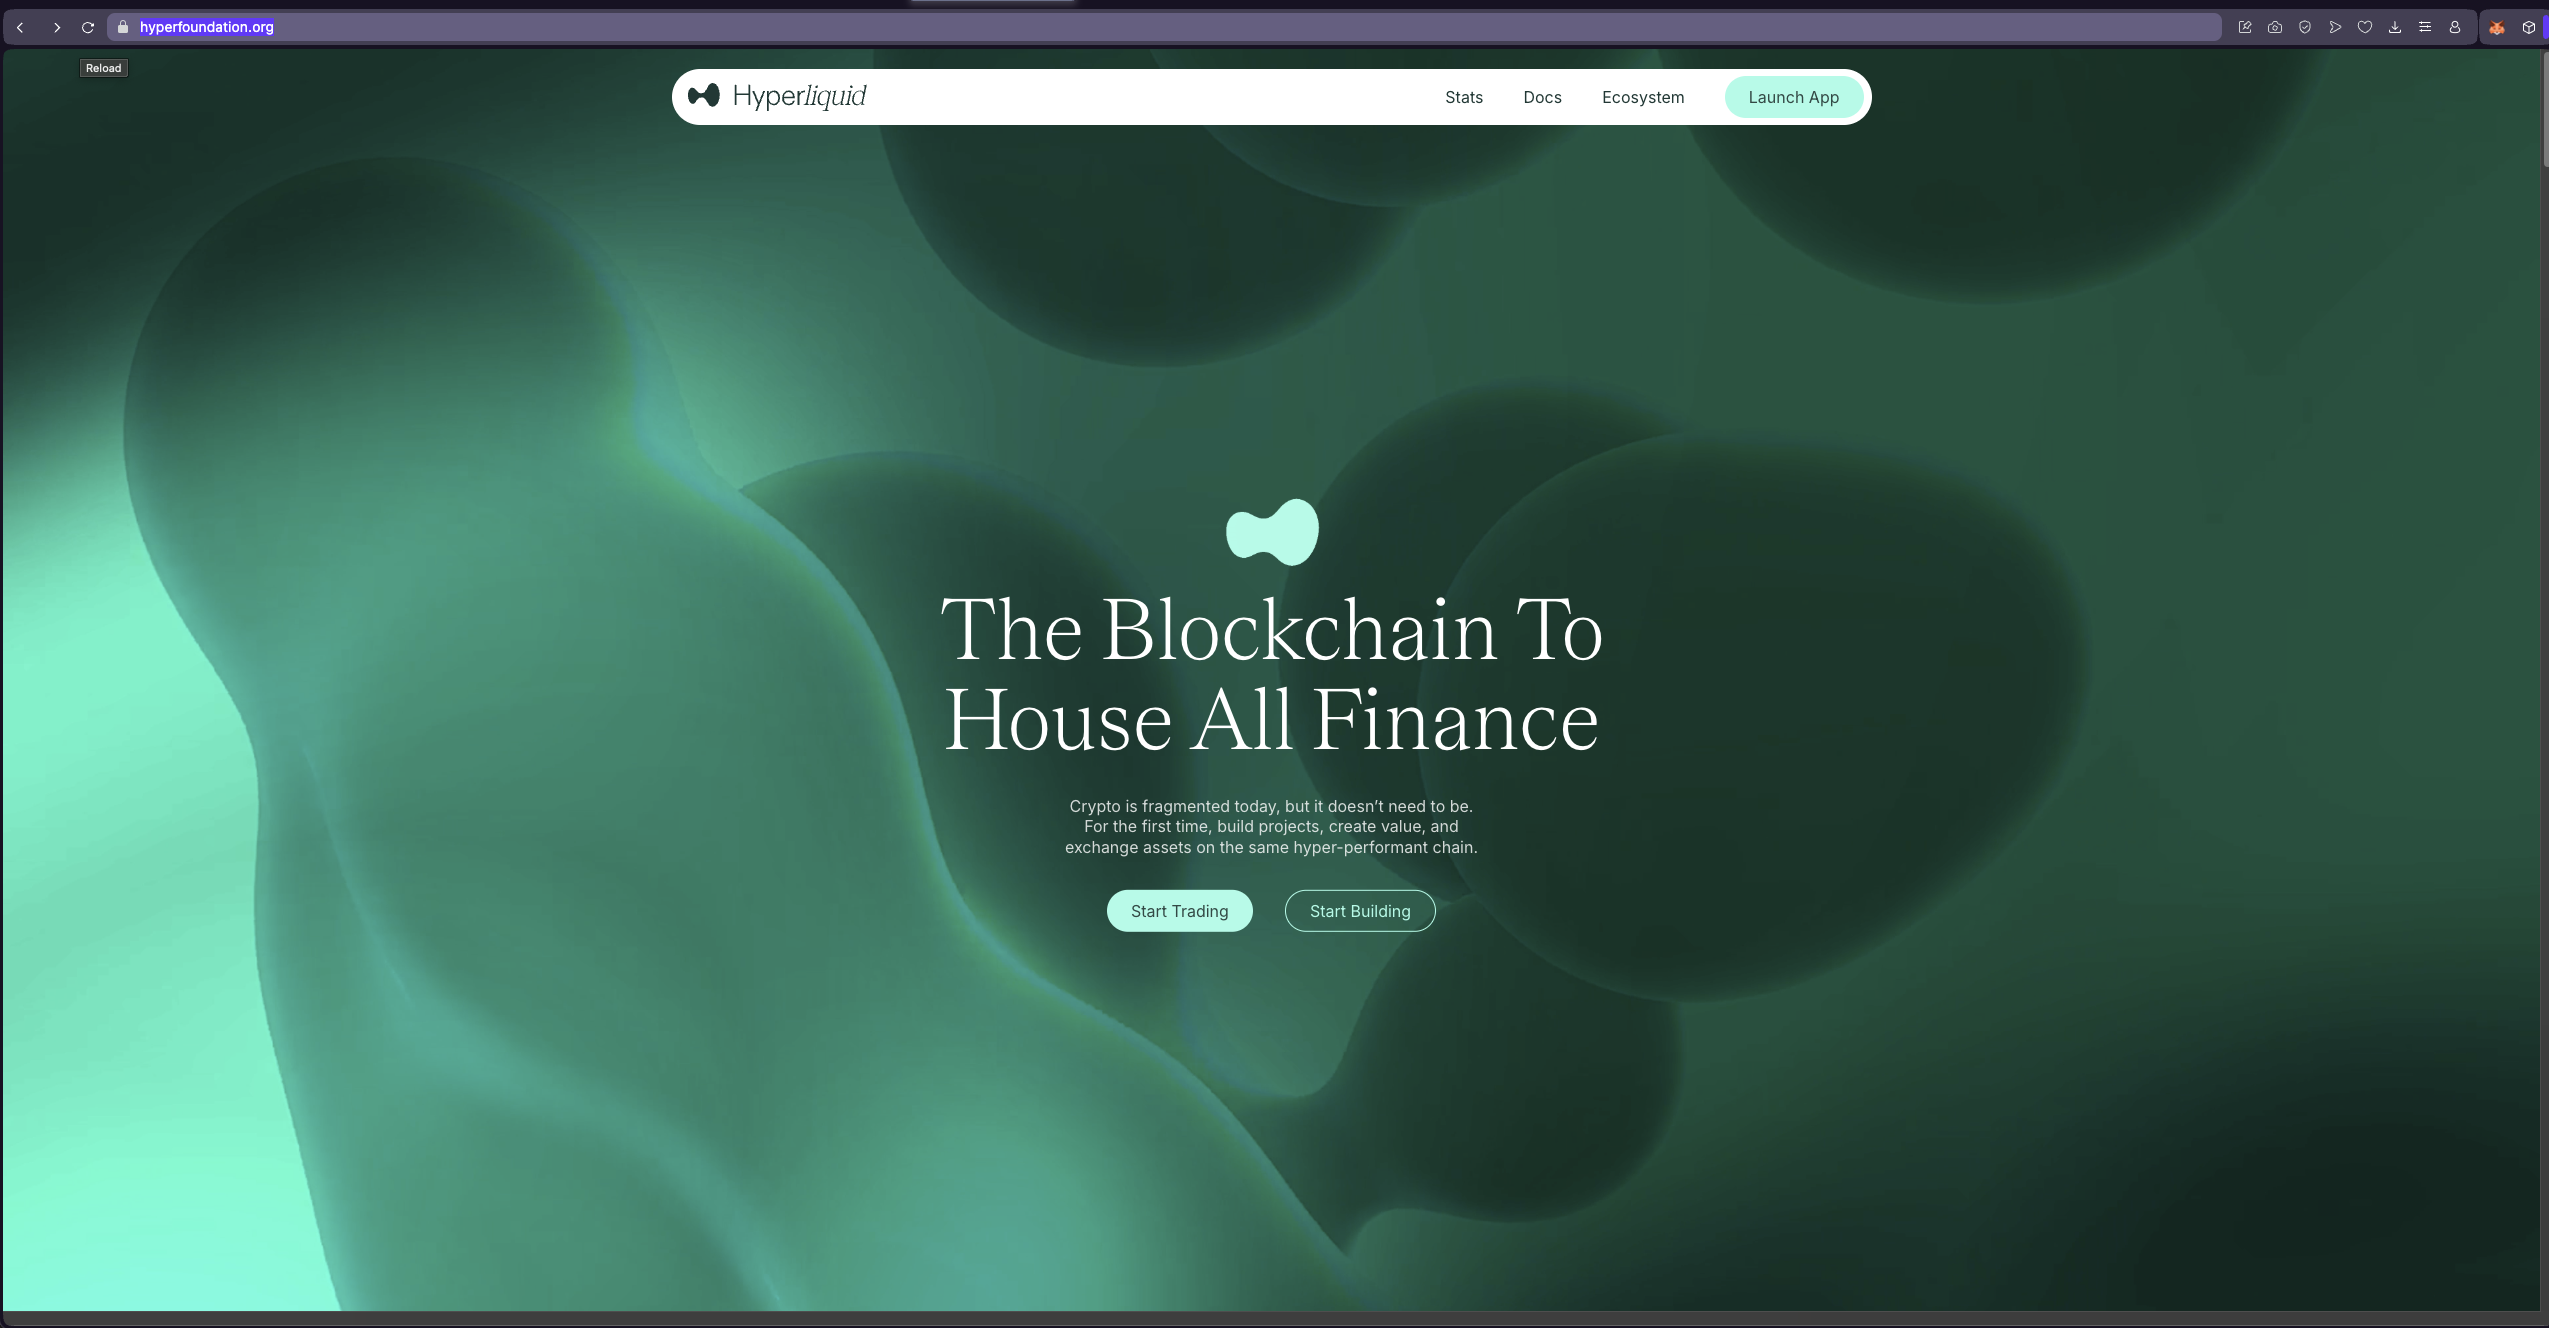 hyperfoundation.org
Reload
Hyperliquid
Stats
Docs
Ecosystem
Launch App
The Blockchain To
House All Finance
Crypto is fragmented today, but it doesn’t need to be.
For the first time, build projects, create value, and
exchange assets on the same hyper-performant chain.
Start Trading
Start Building